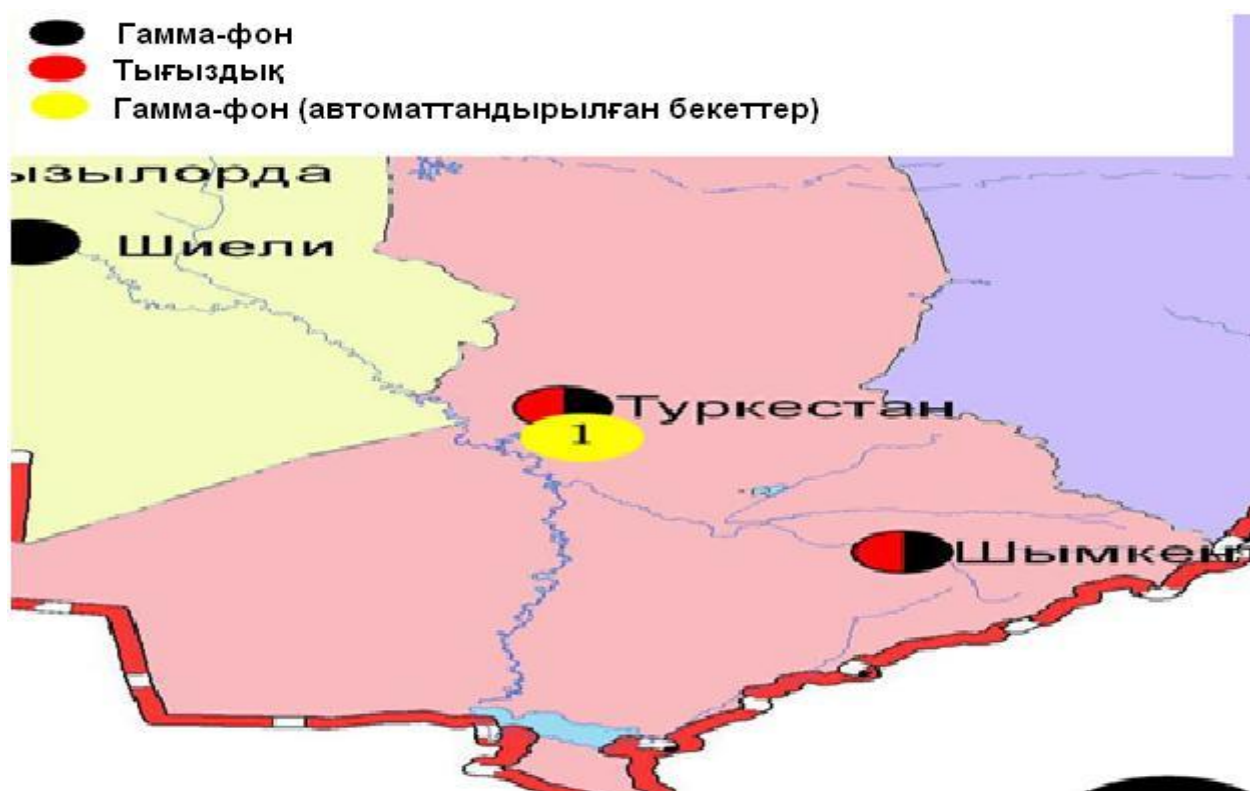 Гамма-фон
Тығыздық
Гамма-фон (автоматтандырылған бекеттер)
ызылорда
Шиели
Туркестан
1
Шымкен